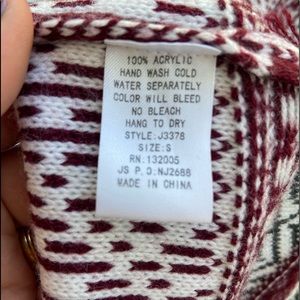 100% ACRYLIC
HAND WASH COLD
WATER SEPARATELY
COLOR WILL BLEED
NO BLEACH
HANG TO DRY
STYLE:J3378
SIZE:S
RN:132005
JS P.O:NJ2688
MADE IN CHINA